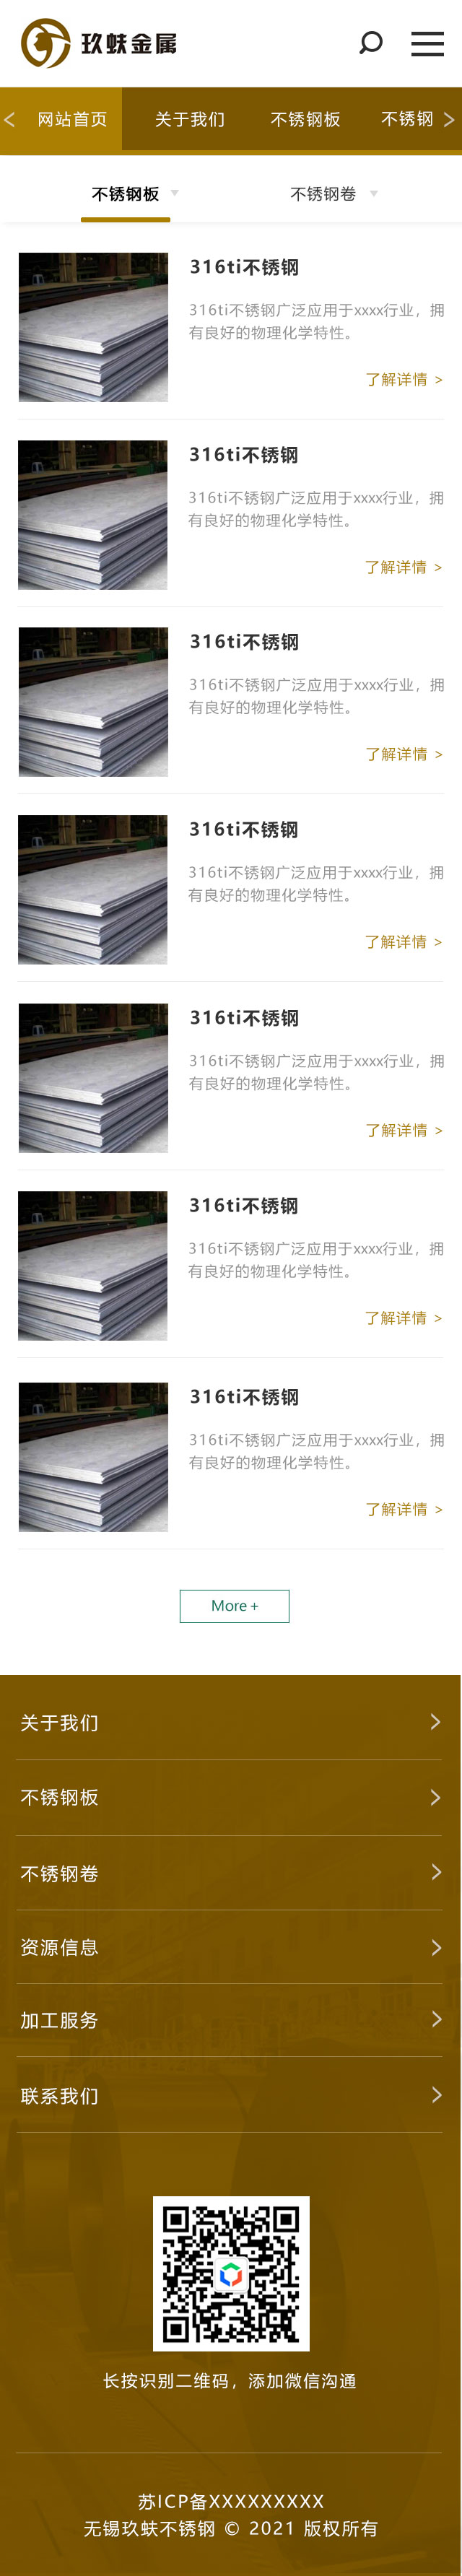 玖蚨金属
< 网站首页 关于我们 不锈钢板 不锈钢 >
不锈钢板 不锈钢卷
316ti不锈钢
316ti不锈钢广泛应用于xxxx行业，拥
有良好的物理化学特性。
了解详情 >
316ti不锈钢
316ti不锈钢广泛应用于xxxx行业，拥
有良好的物理化学特性。
了解详情 >
316ti不锈钢
316ti不锈钢广泛应用于xxxx行业，拥
有良好的物理化学特性。
了解详情 >
316ti不锈钢
316ti不锈钢广泛应用于xxxx行业，拥
有良好的物理化学特性。
了解详情 >
316ti不锈钢
316ti不锈钢广泛应用于xxxx行业，拥
有良好的物理化学特性。
了解详情 >
316ti不锈钢
316ti不锈钢广泛应用于xxxx行业，拥
有良好的物理化学特性。
了解详情 >
316ti不锈钢
316ti不锈钢广泛应用于xxxx行业，拥
有良好的物理化学特性。
了解详情 >
More +
关于我们
不锈钢板
不锈钢卷
资源信息
加工服务
联系我们
长按识别二维码，添加微信沟通
苏ICP备XXXXXXXXX
无锡玖蚨不锈钢 © 2021 版权所有